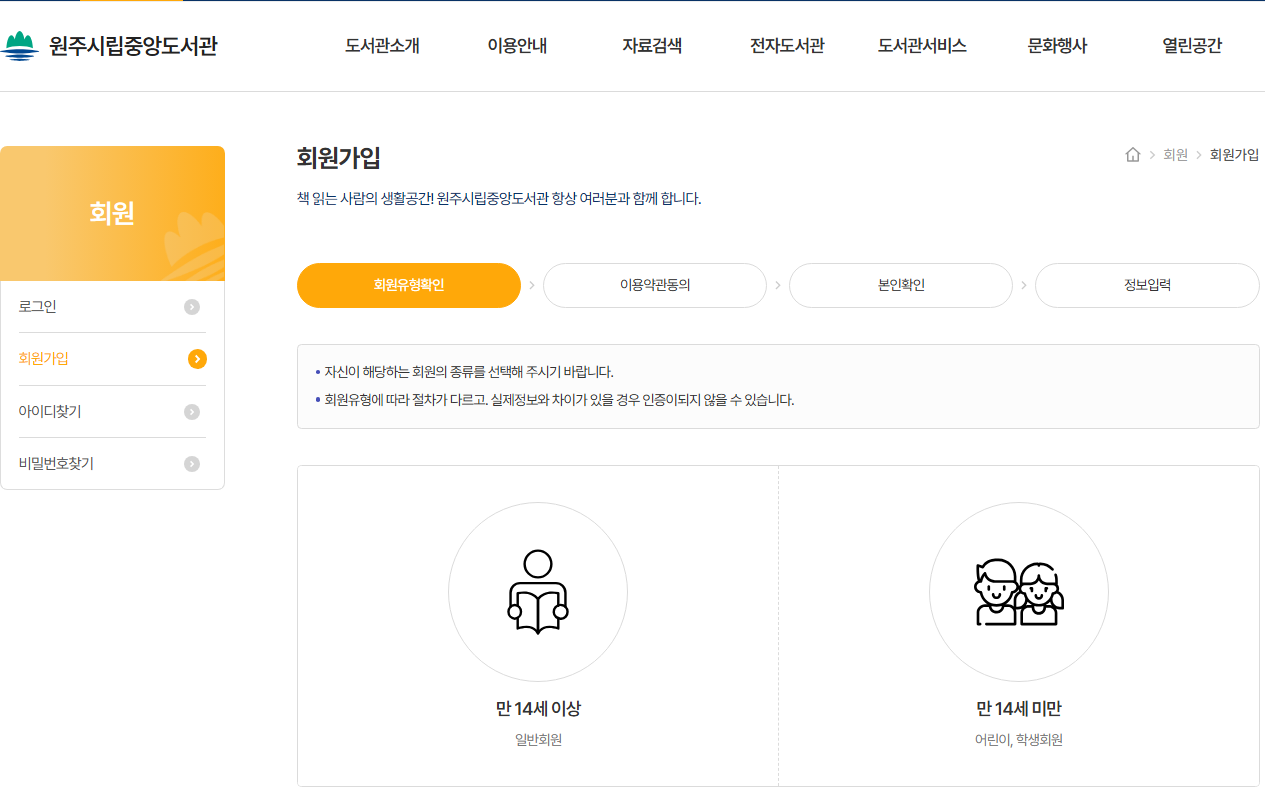 원주시립중앙도서관
도서관소개 이용안내 자료검색 전자도서관 도서관서비스 문화행사 열린공간
회원
로그인
회원가입
아이디찾기
비밀번호찾기
회원가입
회원 회원가입
책 읽는 사람의 생활공간! 원주시립중앙도서관 항상 여러분과 함께 합니다.
회원유형확인 이용약관동의 본인확인 정보입력
자신이 해당하는 회원의 종류를 선택해 주시기 바랍니다.
회원유형에 따라 절차가 다르고. 실제정보와 차이가 있을 경우 인증이되지 않을 수 있습니다.
만 14세 이상
일반회원
만 14세 미만
어린이, 학생회원